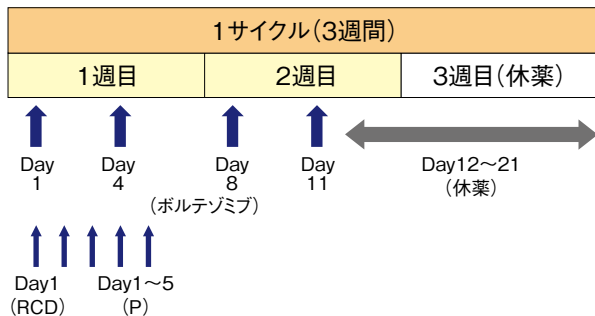 1サイクル(3週間)
1週目 2週目 3週目(休薬)
Day Day Day Day Day12〜21
1 4 8 11 (休薬)
(ボルテゾミブ)
Day1 Day1〜5
(RCD) (P)